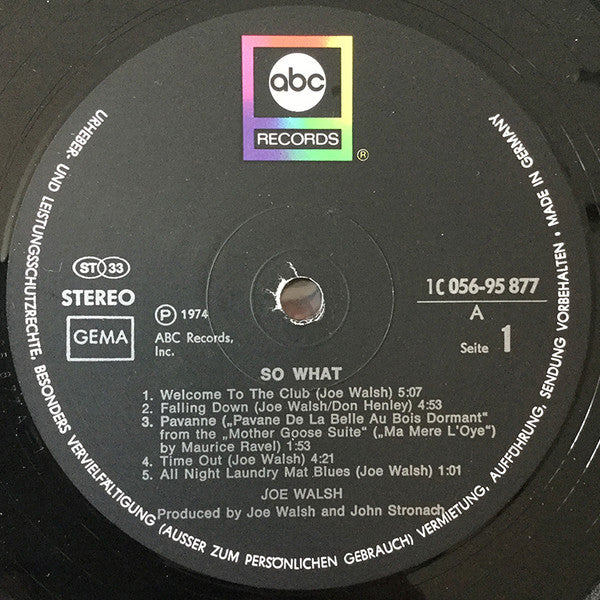 abc
RECORDS
®
URHEBER- UND LEISTUNGSSCHUTZRECHTE, BESONDERS VERVIELFÄLTIGUNG (AUSSER ZUM PERSÖNLICHEN GEBRAUCH) VERMIETUNG, AUFFÜHRUNG, SENDUNG VORBEHALTEN • MADE IN GERMANY
ST 33
STEREO
GEMA
Ⓟ 1974
ABC Records,
Inc.
1C 056-95 877
A
Seite 1
SO WHAT
1. Welcome To The Club (Joe Walsh) 5:07
2. Falling Down (Joe Walsh/Don Henley) 4:53
3. Pavanne („Pavane De La Belle Au Bois Dormant“
from the „Mother Goose Suite“ („Ma Mere L'Oye“)
by Maurice Ravel) 1:53
4. Time Out (Joe Walsh) 4:21
5. All Night Laundry Mat Blues (Joe Walsh) 1:01
JOE WALSH
Produced by Joe Walsh and John Stronach